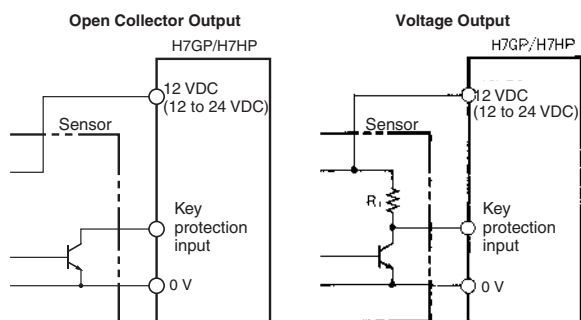 Open Collector Output
H7GP/H7HP
12 VDC
(12 to 24 VDC)
Sensor
Key
protection
input
0 V
Voltage Output
H7GP/H7HP
12 VDC
(12 to 24 VDC)
Sensor
R₁
Key
protection
input
0 V